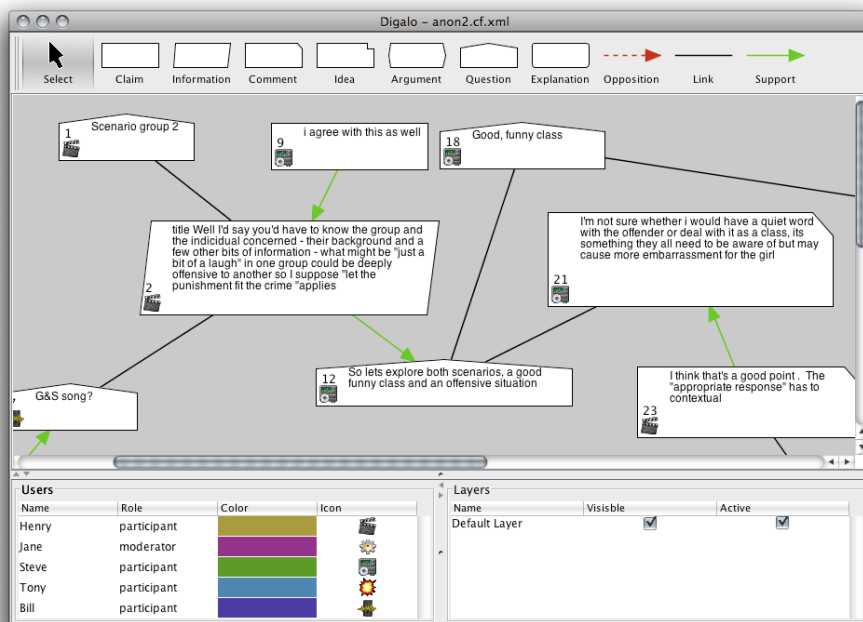 Digalo – anon2.cf.xml
Select
Claim
Information
Comment
Idea
Argument
Question
Explanation
Opposition
Link
Support
1
Scenario group 2
9
i agree with this as well
18
Good, funny class
title Well I'd say you'd have to know the group and
the indicidual concerned - their background and a
few other bits of information - what might be "just a
bit of a laugh" in one group could be deeply
offensive to another so I suppose "let the
punishment fit the crime "applies
2
I'm not sure whether i would have a quiet word
with the offender or deal with it as a class, its
something they all need to be aware of but may
cause more embarrassment for the girl
21
12
So lets explore both scenarios, a good
funny class and an offensive situation
G&S song?
I think that's a good point . The
"appropriate response" has to
contextual
23
Users
Name Role Color Icon
Henry participant
Jane moderator
Steve participant
Tony participant
Bill participant
Layers
Name Visisble Active
Default Layer